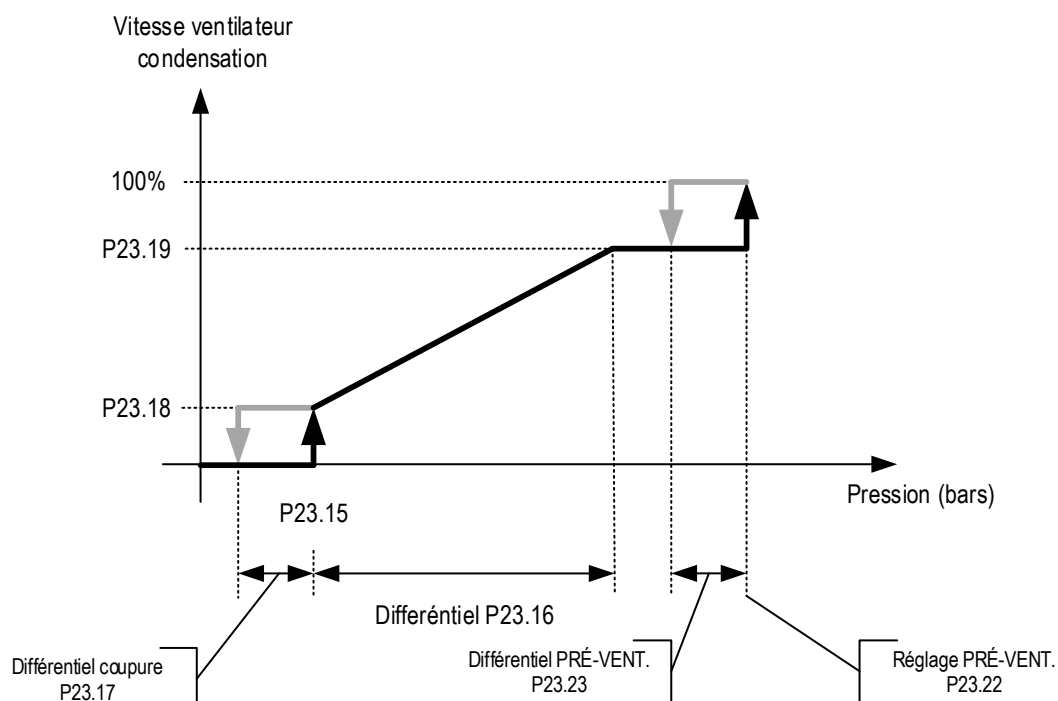 Vitesse ventilateur
condensation
100%
P23.19
P23.18
Pression (bars)
P23.15
Différéntiel P23.16
Différentiel coupure
P23.17
Différentiel PRÉ-VENT.
P23.23
Réglage PRÉ-VENT.
P23.22